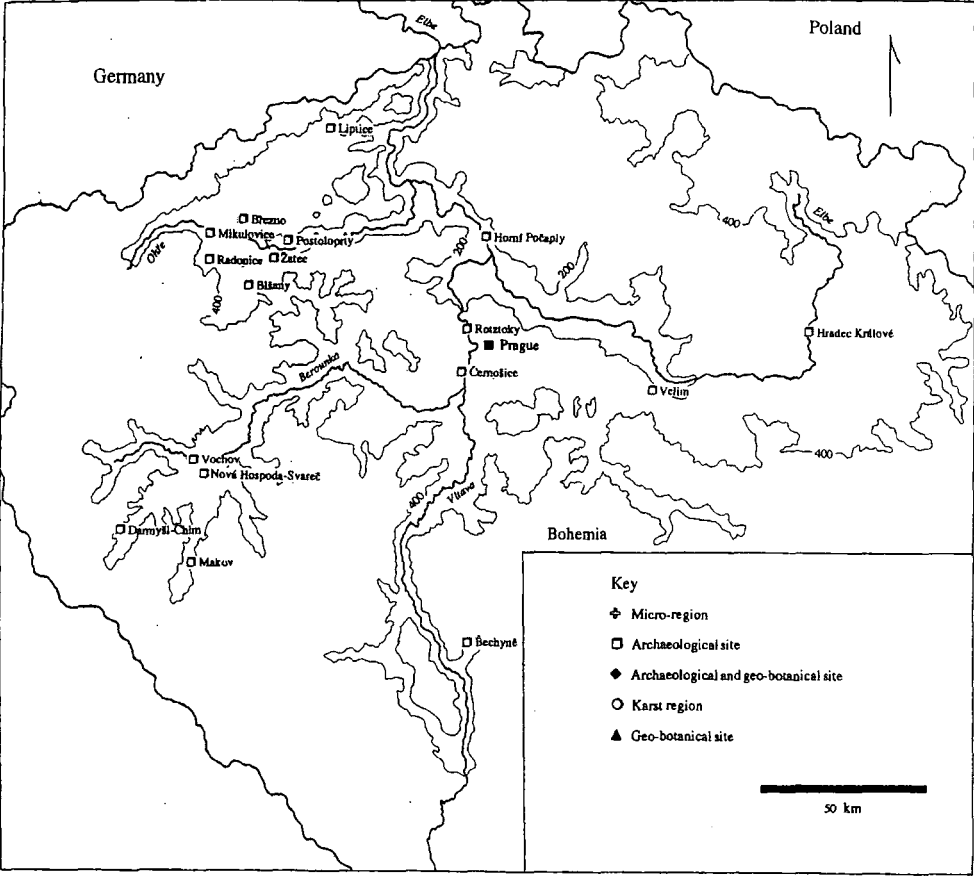 Elbe
Poland
Germany
Liptice
Březno
Mikulovice
Postoloprty
Ohře
Radonice
Žatec
Blšany
400
Horní Počaply
200
200
400
Elbe
Roztoky
Prague
Hradec Králové
Berounka
Černošice
Velim
400
Vochov
Nová Hospoda-Svareč
400
Vltava
Darmyšl-Chlm
Bohemia
Makov
Bechyně
Key
Micro-region
Archaeological site
Archaeological and geo-botanical site
Karst region
Geo-botanical site
50 km